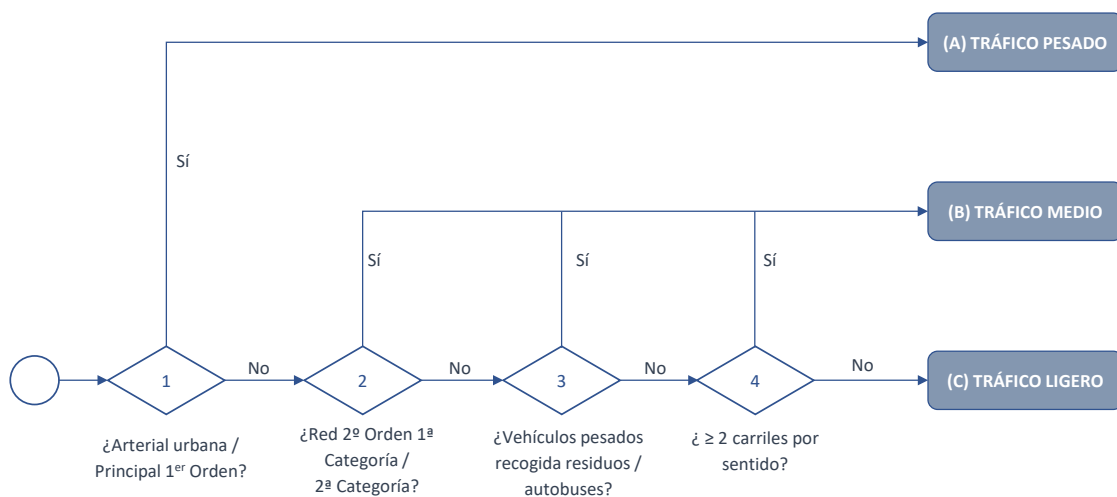 (A) TRÁFICO PESADO
Sí
(B) TRÁFICO MEDIO
Sí
Sí
Sí
1
No
2
No
3
No
4
No
(C) TRÁFICO LIGERO
¿Arterial urbana /
Principal 1er Orden?
¿Red 2º Orden 1ª
Categoría /
2ª Categoría?
¿Vehículos pesados
recogida residuos /
autobuses?
¿ ≥ 2 carriles por
sentido?